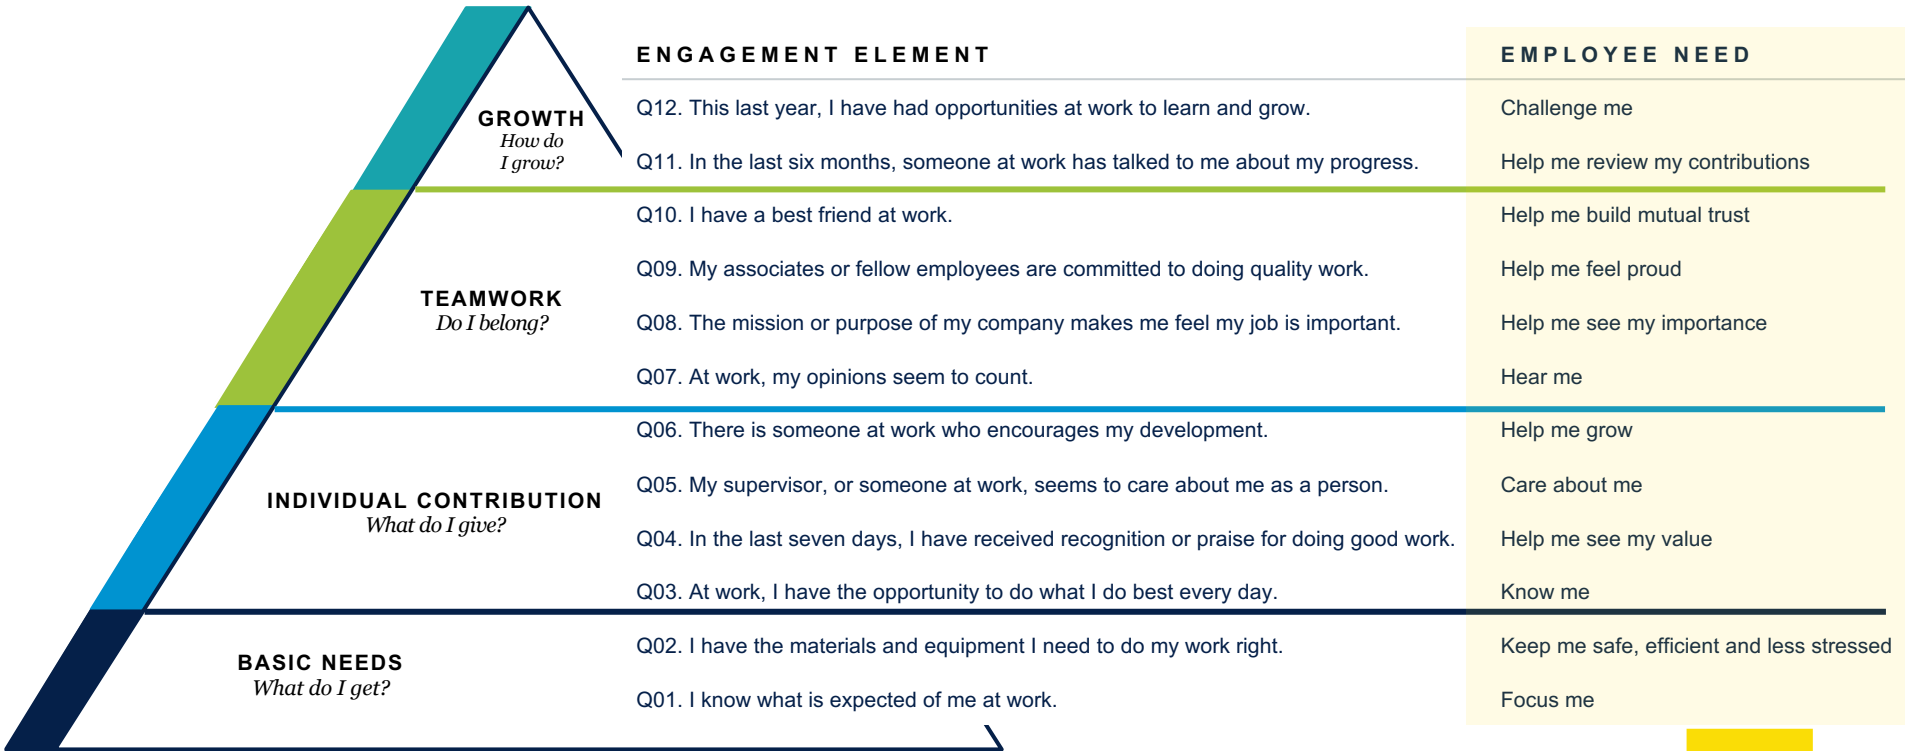 ENGAGEMENT ELEMENT EMPLOYEE NEED
GROWTH
How do
I grow?
Q12. This last year, I have had opportunities at work to learn and grow. Challenge me
Q11. In the last six months, someone at work has talked to me about my progress. Help me review my contributions
TEAMWORK
Do I belong?
Q10. I have a best friend at work. Help me build mutual trust
Q09. My associates or fellow employees are committed to doing quality work. Help me feel proud
Q08. The mission or purpose of my company makes me feel my job is important. Help me see my importance
Q07. At work, my opinions seem to count. Hear me
INDIVIDUAL CONTRIBUTION
What do I give?
Q06. There is someone at work who encourages my development. Help me grow
Q05. My supervisor, or someone at work, seems to care about me as a person. Care about me
Q04. In the last seven days, I have received recognition or praise for doing good work. Help me see my value
Q03. At work, I have the opportunity to do what I do best every day. Know me
BASIC NEEDS
What do I get?
Q02. I have the materials and equipment I need to do my work right. Keep me safe, efficient and less stressed
Q01. I know what is expected of me at work. Focus me